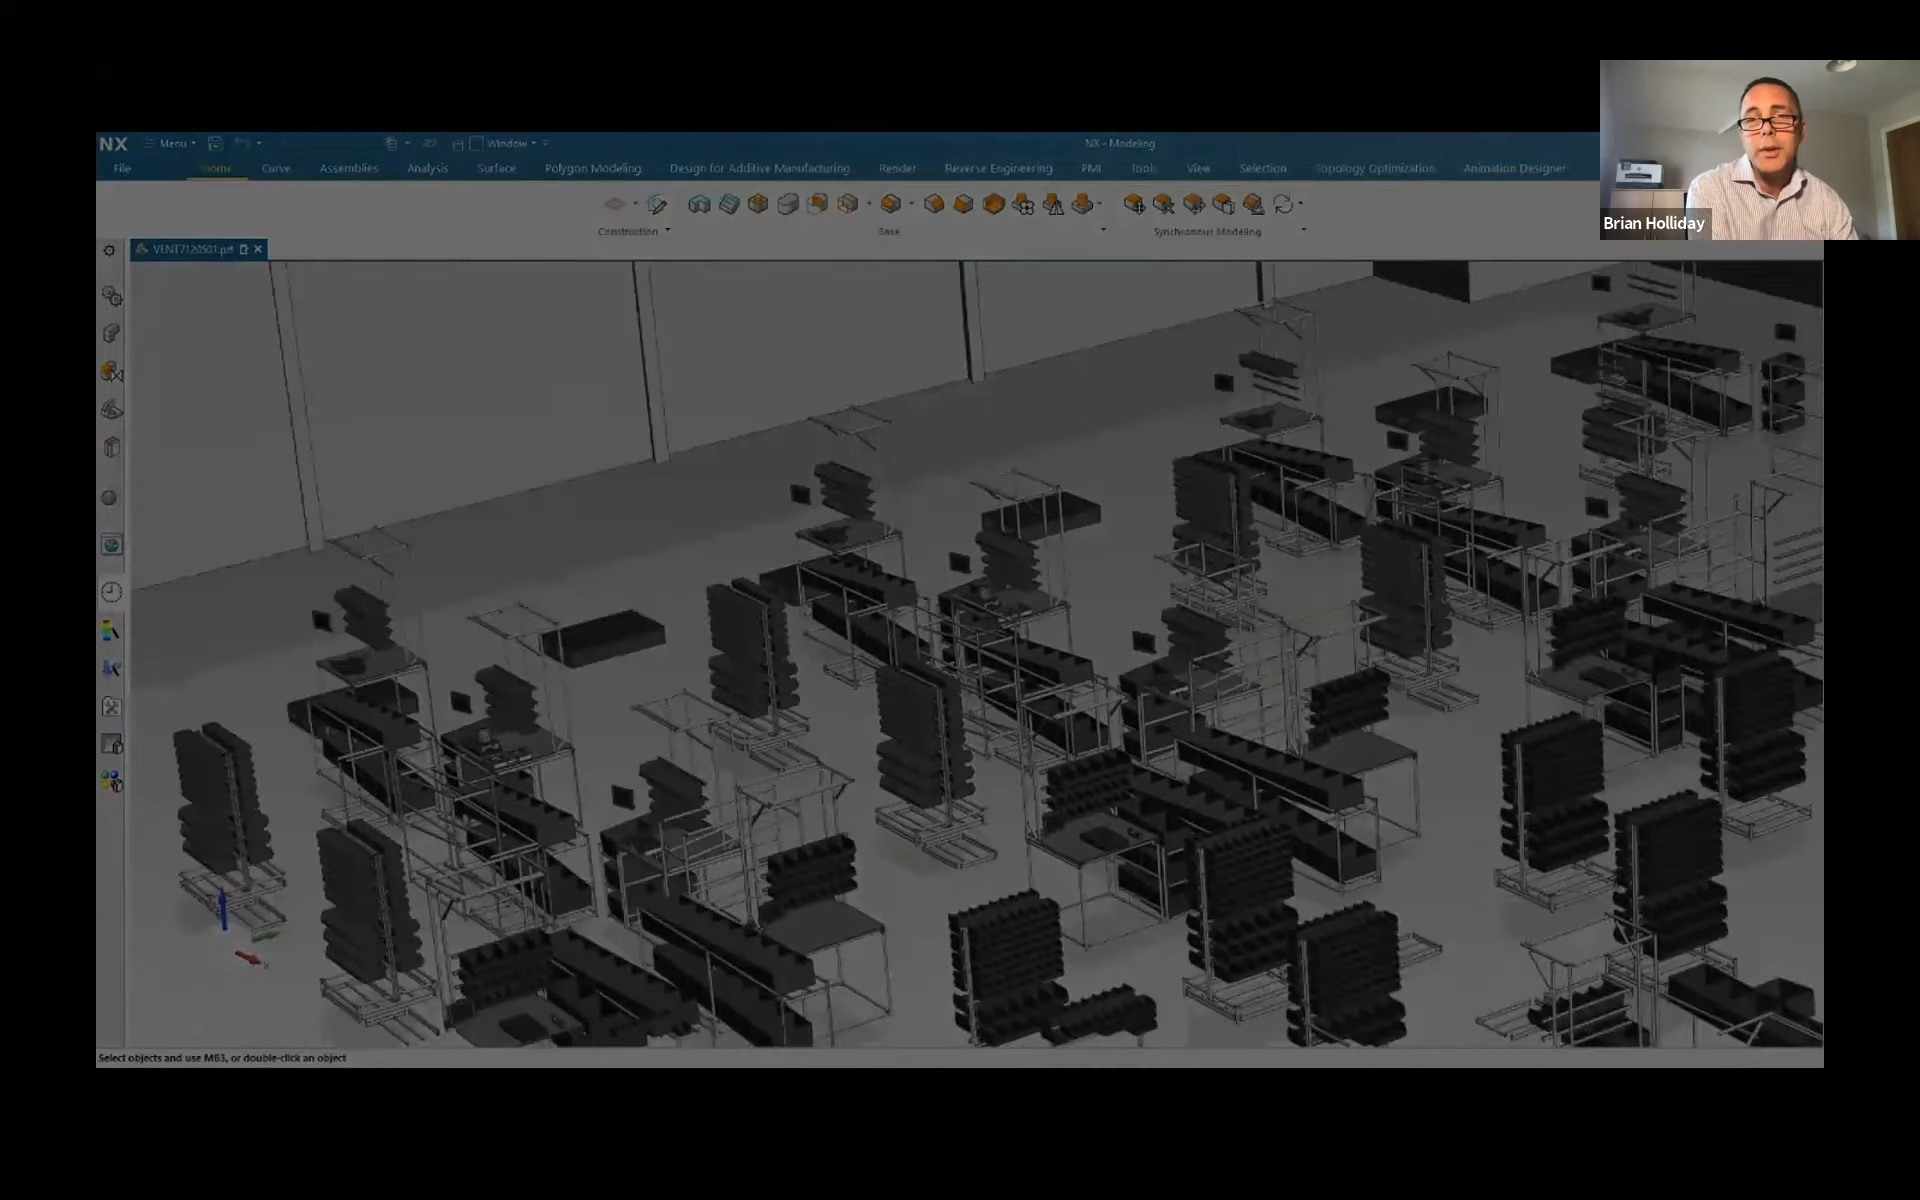 NX Menu Window NX - Modeling
File Home Curve Assemblies Analysis Surface Polygon Modeling Design for Additive Manufacturing Render Reverse Engineering PMI Tools View Selection Topology Optimization Animation Designer
Construction Base Synchronous Modeling
Brian Holliday
VENT7120501.prt
Select objects and use MB3, or double-click an object